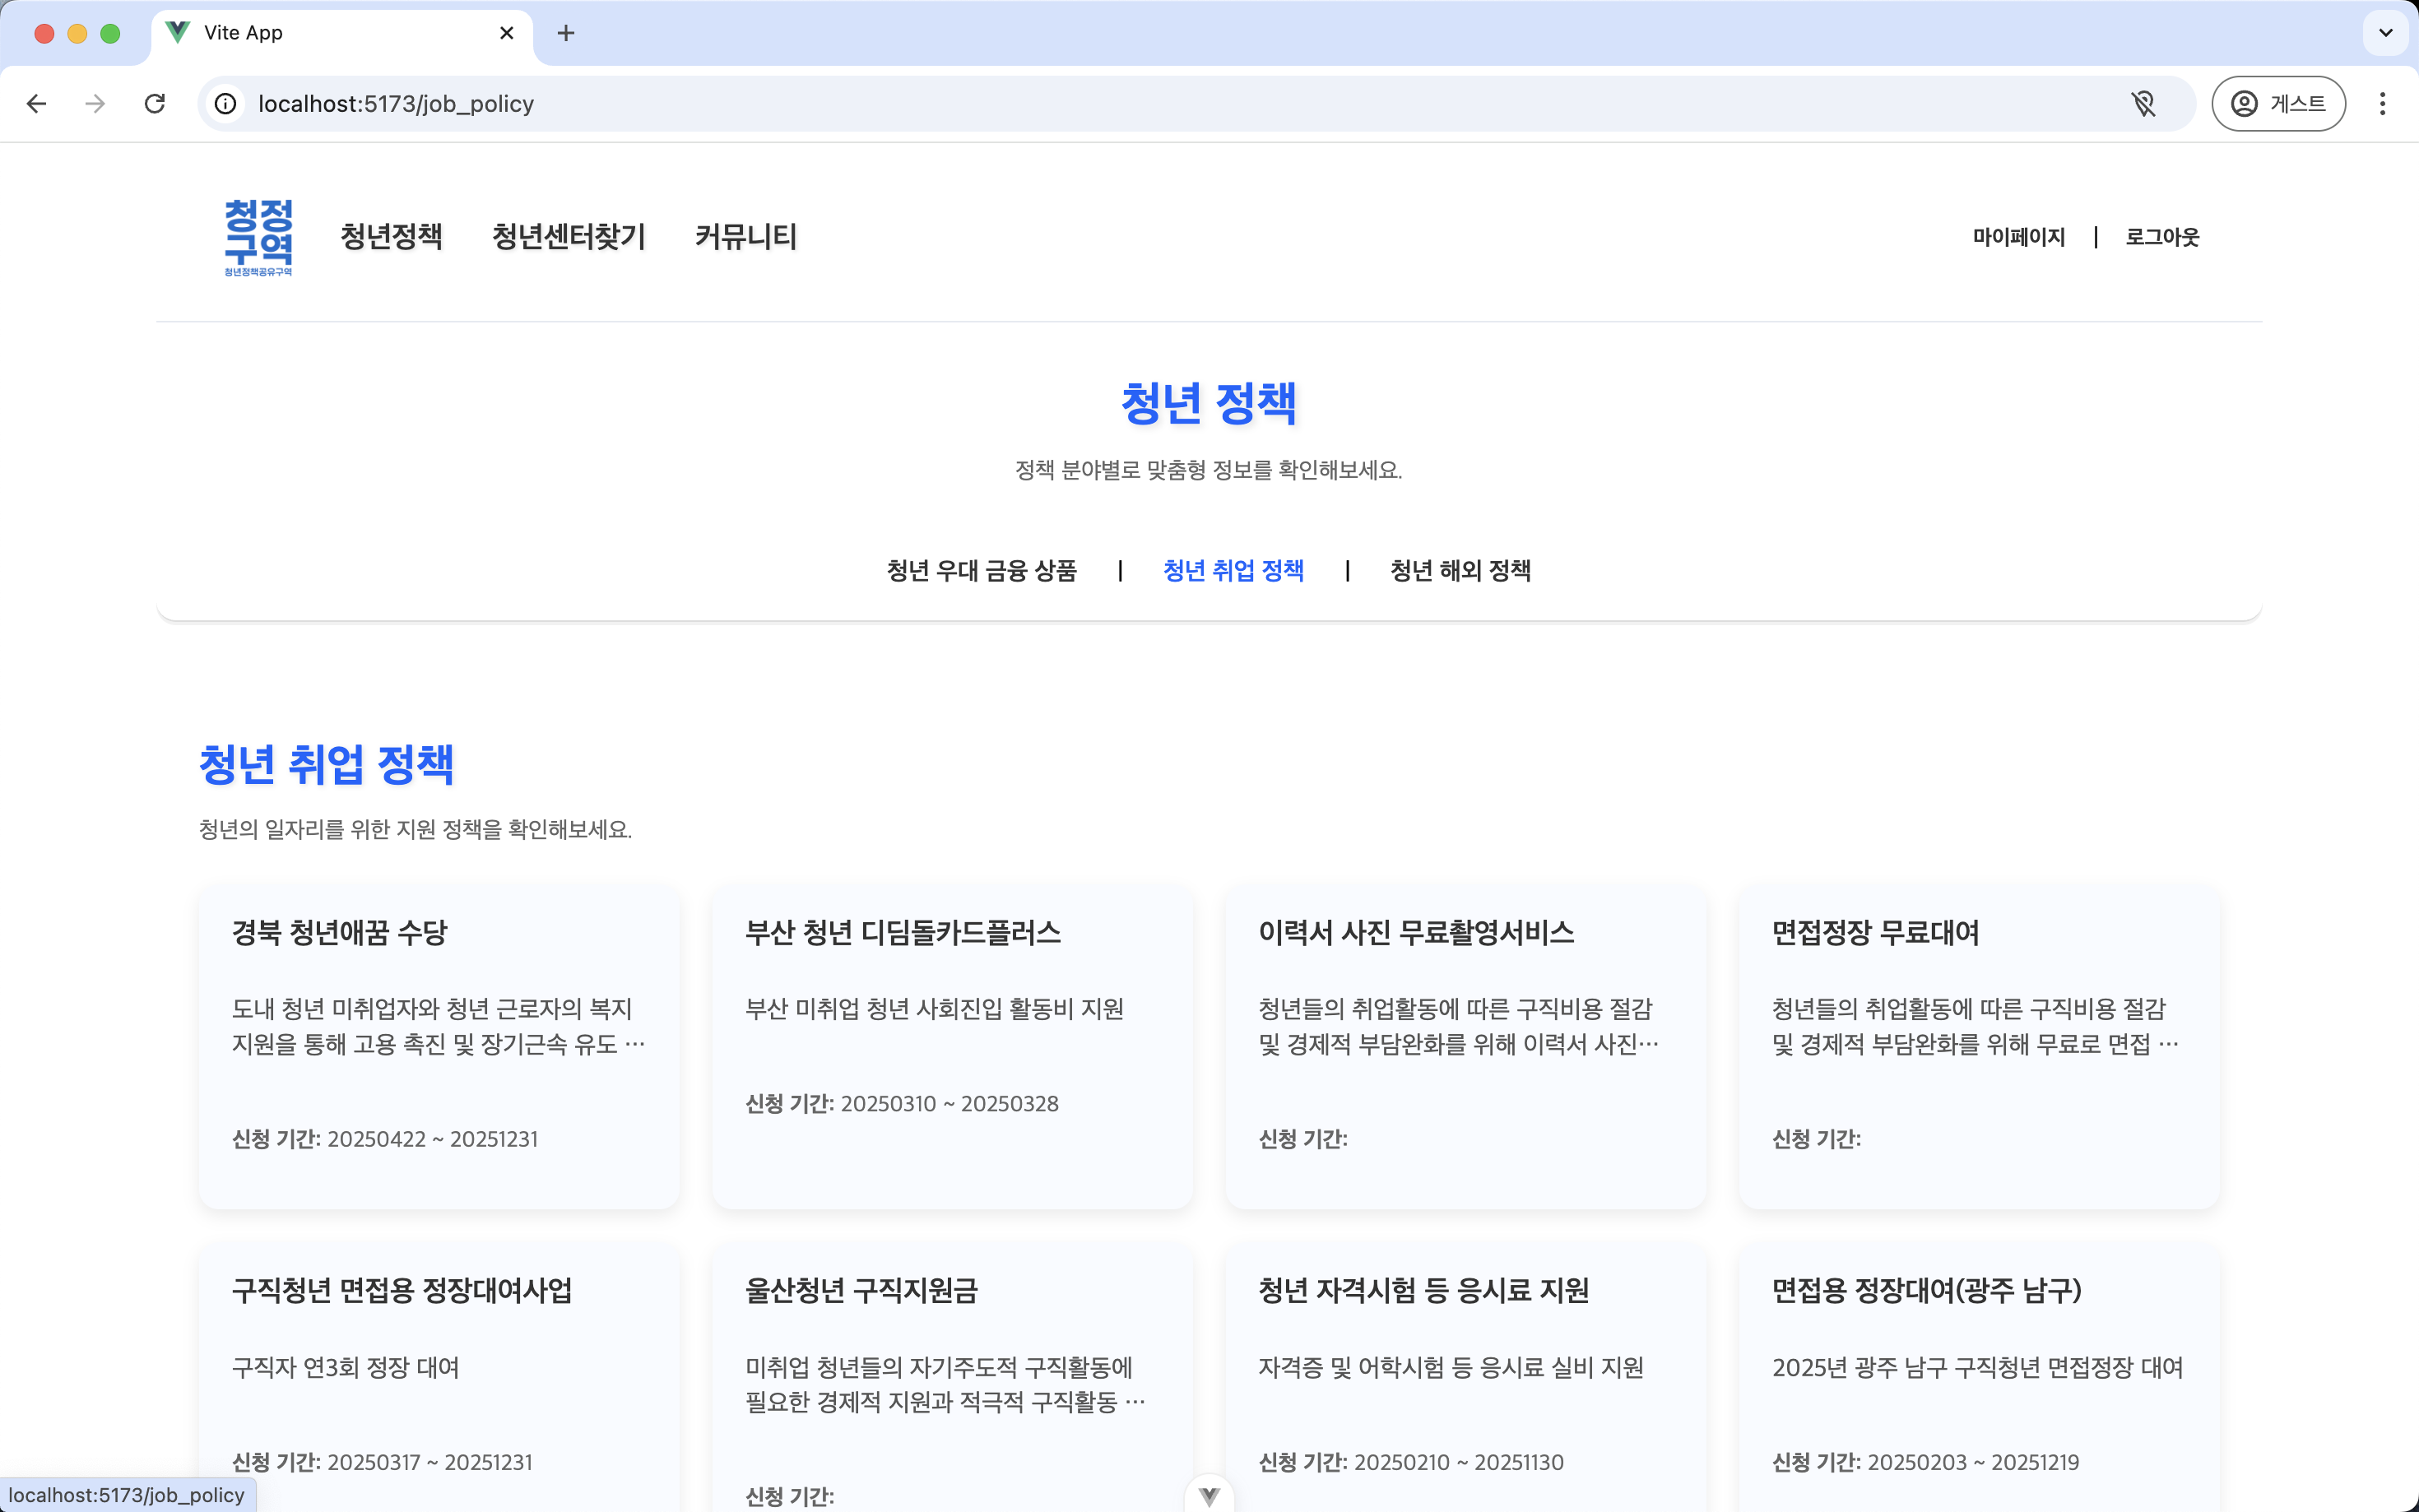 Vite App
localhost:5173/job_policy
게스트
청정
구역
청년정책공유구역
청년정책
청년센터찾기
커뮤니티
마이페이지 | 로그아웃
청년 정책
정책 분야별로 맞춤형 정보를 확인해보세요.
청년 우대 금융 상품 | 청년 취업 정책 | 청년 해외 정책
청년 취업 정책
청년의 일자리를 위한 지원 정책을 확인해보세요.
경북 청년애꿈 수당
도내 청년 미취업자와 청년 근로자의 복지
지원을 통해 고용 촉진 및 장기근속 유도 …
신청 기간: 20250422 ~ 20251231
부산 청년 디딤돌카드플러스
부산 미취업 청년 사회진입 활동비 지원
신청 기간: 20250310 ~ 20250328
이력서 사진 무료촬영서비스
청년들의 취업활동에 따른 구직비용 절감
및 경제적 부담완화를 위해 이력서 사진…
신청 기간:
면접정장 무료대여
청년들의 취업활동에 따른 구직비용 절감
및 경제적 부담완화를 위해 무료로 면접 …
신청 기간:
구직청년 면접용 정장대여사업
구직자 연3회 정장 대여
신청 기간: 20250317 ~ 20251231
울산청년 구직지원금
미취업 청년들의 자기주도적 구직활동에
필요한 경제적 지원과 적극적 구직활동 …
신청 기간:
청년 자격시험 등 응시료 지원
자격증 및 어학시험 등 응시료 실비 지원
신청 기간: 20250210 ~ 20251130
면접용 정장대여(광주 남구)
2025년 광주 남구 구직청년 면접정장 대여
신청 기간: 20250203 ~ 20251219
localhost:5173/job_policy